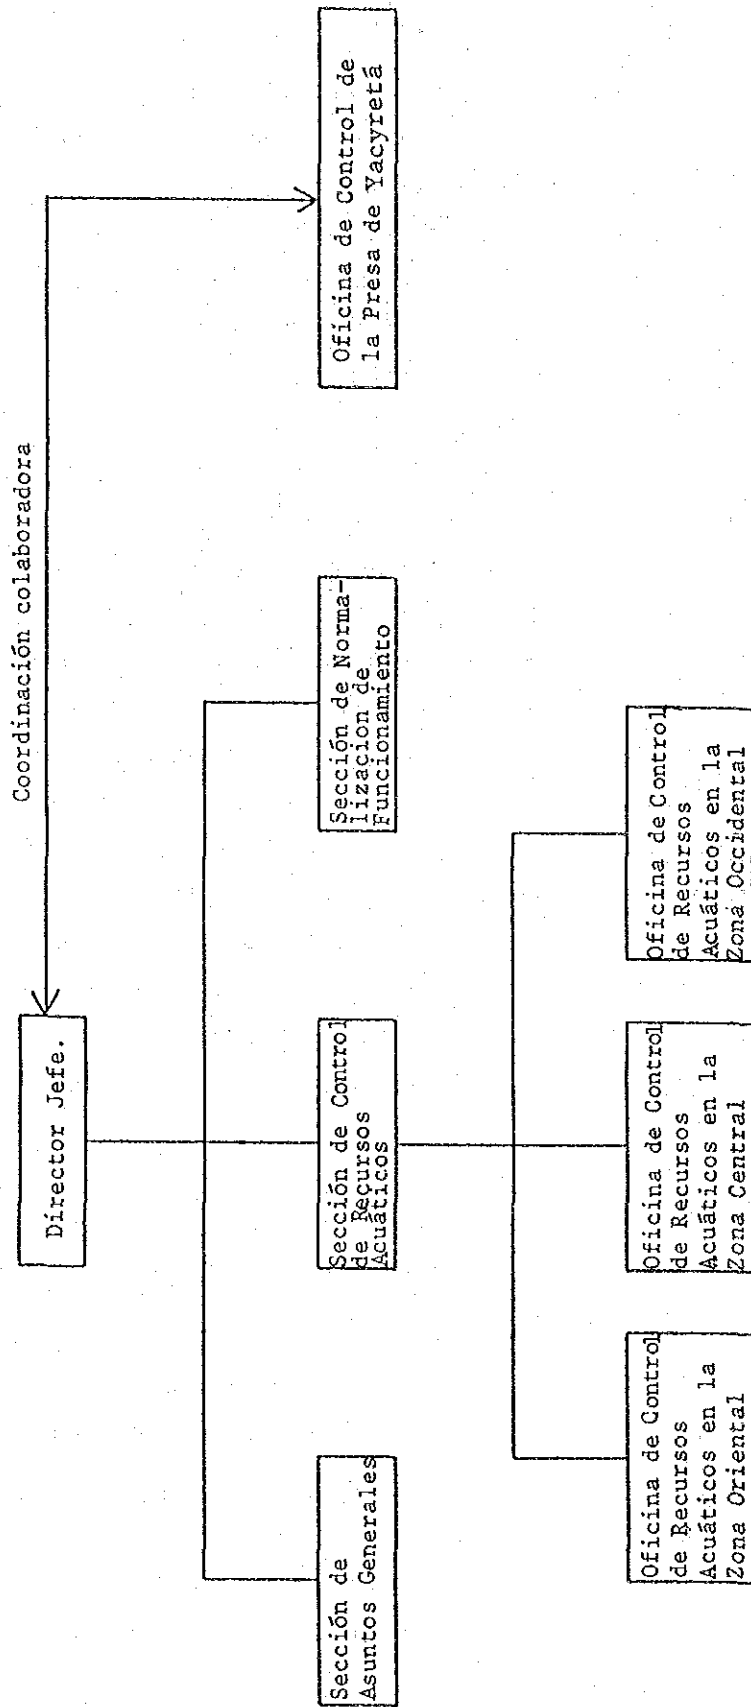 Coordinación colaboradora
Director Jefe.
Oficina de Control de
la Presa de Yacyretá
Sección de
Asuntos Generales
Sección de Control
de Recursos
Acuáticos
Sección de Norma-
lizacion de
Funcionamiento
Oficina de Control
de Recursos
Acuáticos en la
Zona Oriental
Oficina de Control
de Recursos
Acuáticos en la
Zona Central
Oficina de Control
de Recursos
Acuáticos en la
Zona Occidental